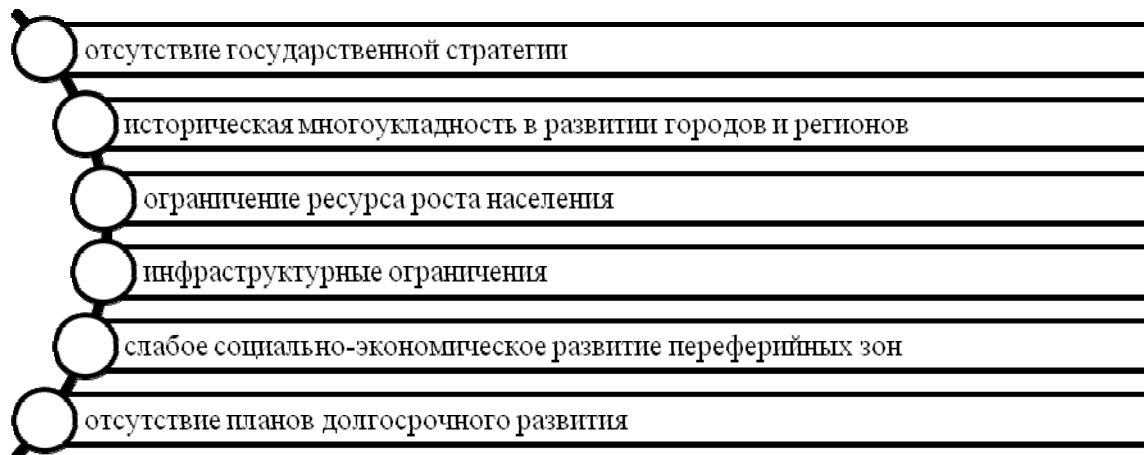 отсутствие государственной стратегии
историческая многоукладность в развитии городов и регионов
ограничение ресурса роста населения
инфраструктурные ограничения
слабое социально-экономическое развитие переферийных зон
отсутствие планов долгосрочного развития